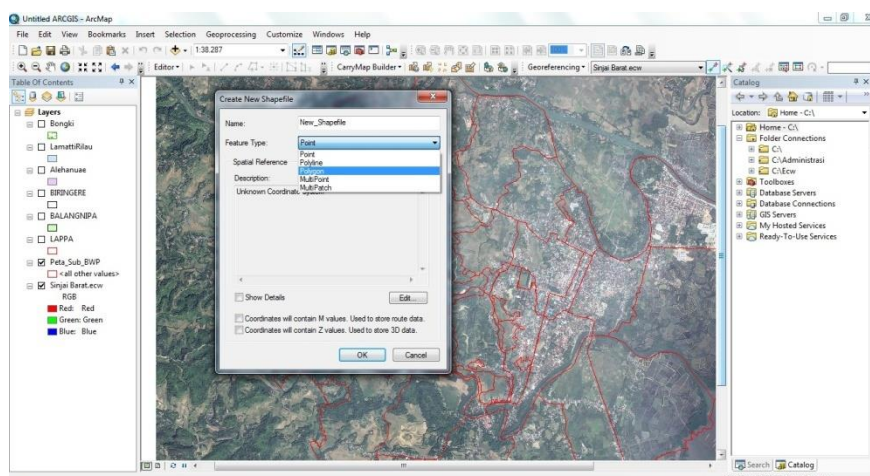 Untitled ARCGIS - ArcMap
File Edit View Bookmarks Insert Selection Geoprocessing Customize Windows Help
1:38.287
Editor CarryMap Builder Georeferencing Sinjai Barat.ecw
Table Of Contents
Layers
Bongki
LamattiRilau
Alehanuae
BIRINGERE
BALANGNIPA
LAPPA
Peta_Sub_BWP
<all other values>
Sinjai Barat.ecw
RGB
Red: Red
Green: Green
Blue: Blue
Create New Shapefile
Name: New_Shapefile
Feature Type: Point
Point
Polyline
Polygon
MultiPoint
MultiPatch
Spatial Reference
Description:
Unknown Coordinate System
Show Details
Edit...
Coordinates will contain M values. Used to store route data.
Coordinates will contain Z values. Used to store 3D data.
OK Cancel
Catalog
Location: Home - C:\
Home - C:\
Folder Connections
C:\
C:\Administrasi
C:\Ecw
Toolboxes
Database Servers
Database Connections
GIS Servers
My Hosted Services
Ready-To-Use Services
Search Catalog